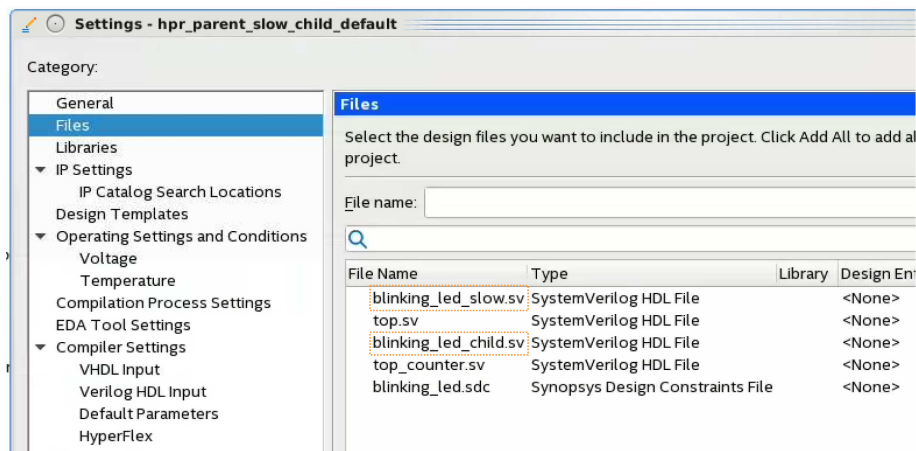 Settings - hpr_parent_slow_child_default
Category:
General
Files
Libraries
IP Settings
IP Catalog Search Locations
Design Templates
Operating Settings and Conditions
Voltage
Temperature
Compilation Process Settings
EDA Tool Settings
Compiler Settings
VHDL Input
Verilog HDL Input
Default Parameters
HyperFlex
Files
Select the design files you want to include in the project. Click Add All to add al
project.
File name:
File Name Type Library Design En
blinking_led_slow.sv SystemVerilog HDL File <None>
top.sv SystemVerilog HDL File <None>
blinking_led_child.sv SystemVerilog HDL File <None>
top_counter.sv SystemVerilog HDL File <None>
blinking_led.sdc Synopsys Design Constraints File <None>